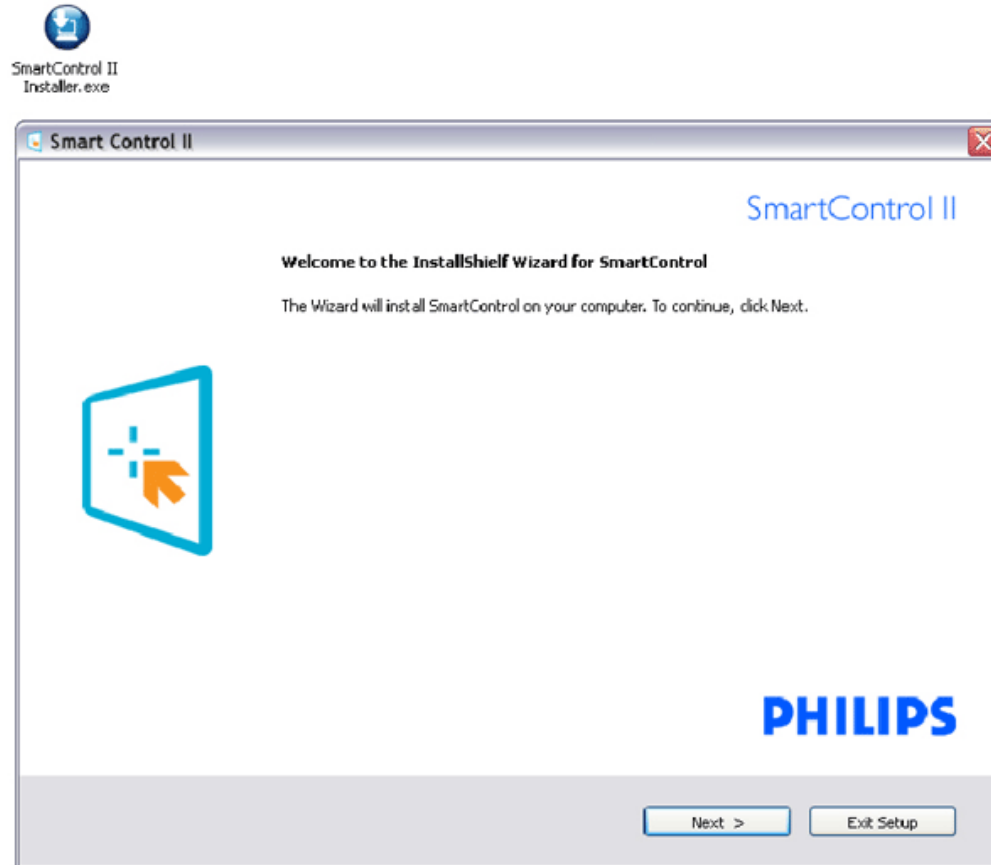 SmartControl II
Installer.exe
Smart Control II
SmartControl II
Welcome to the InstallShielf Wizard for SmartControl
The Wizard will install SmartControl on your computer. To continue, click Next.
PHILIPS
Next >
Exit Setup